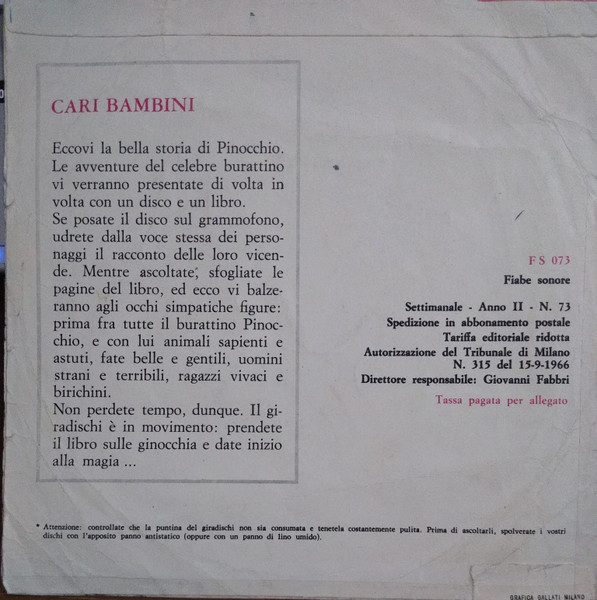 CARI BAMBINI
Eccovi la bella storia di Pinocchio.
Le avventure del celebre burattino
vi verranno presentate di volta in
volta con un disco e un libro.
Se posate il disco sul grammofono,
udrete dalla voce stessa dei perso-
naggi il racconto delle loro vicen-
de. Mentre ascoltate, sfogliate le
pagine del libro, ed ecco vi balze-
ranno agli occhi simpatiche figure:
prima fra tutte il burattino Pinoc-
chio, e con lui animali sapienti e
astuti, fate belle e gentili, uomini
strani e terribili, ragazzi vivaci e
birichini.
Non perdete tempo, dunque. Il gi-
radischi è in movimento: prendete
il libro sulle ginocchia e date inizio
alla magia ...
FS 073
Fiabe sonore
Settimanale - Anno II - N. 73
Spedizione in abbonamento postale
Tariffa editoriale ridotta
Autorizzazione del Tribunale di Milano
N. 315 del 15-9-1966
Direttore responsabile: Giovanni Fabbri
Tassa pagata per allegato
* Attenzione: controllate che la puntina del giradischi non sia consumata e tenetela costantemente pulita. Prima di ascoltarli, spolverate i vostri
dischi con l'apposito panno antistatico (oppure con un panno di lino umido).
GRAFICA GALLATI MILANO